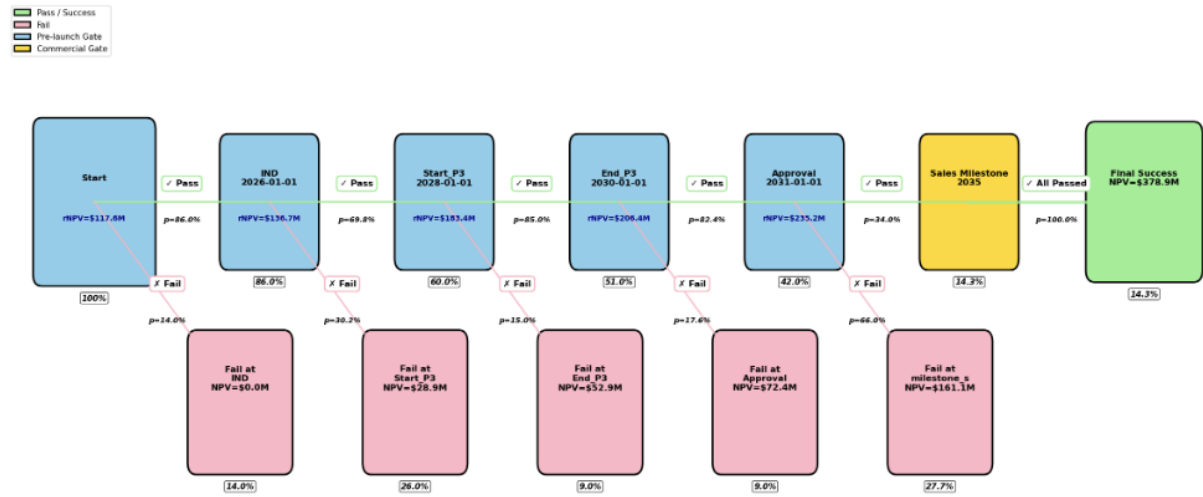 Pass / Success
Fail
Pre-launch Gate
Commercial Gate
Start
rNPV=$117.6M
100%
✓ Pass
p=86.0%
IND
2026-01-01
rNPV=$136.7M
86.0%
✓ Pass
p=69.8%
Start_P3
2028-01-01
rNPV=$183.4M
60.0%
✓ Pass
p=85.0%
End_P3
2030-01-01
rNPV=$206.4M
51.0%
✓ Pass
p=82.4%
Approval
2031-01-01
rNPV=$235.2M
42.0%
✓ Pass
p=34.0%
Sales Milestone
2035
14.3%
✓ All Passed
p=100.0%
Final Success
NPV=$378.9M
14.3%
✗ Fail
p=14.0%
Fail at
IND
NPV=$0.0M
14.0%
✗ Fail
p=30.2%
Fail at
Start_P3
NPV=$28.9M
26.0%
✗ Fail
p=15.0%
Fail at
End_P3
NPV=$52.9M
9.0%
✗ Fail
p=17.6%
Fail at
Approval
NPV=$72.4M
9.0%
✗ Fail
p=66.0%
Fail at
milestone_s
NPV=$161.1M
27.7%